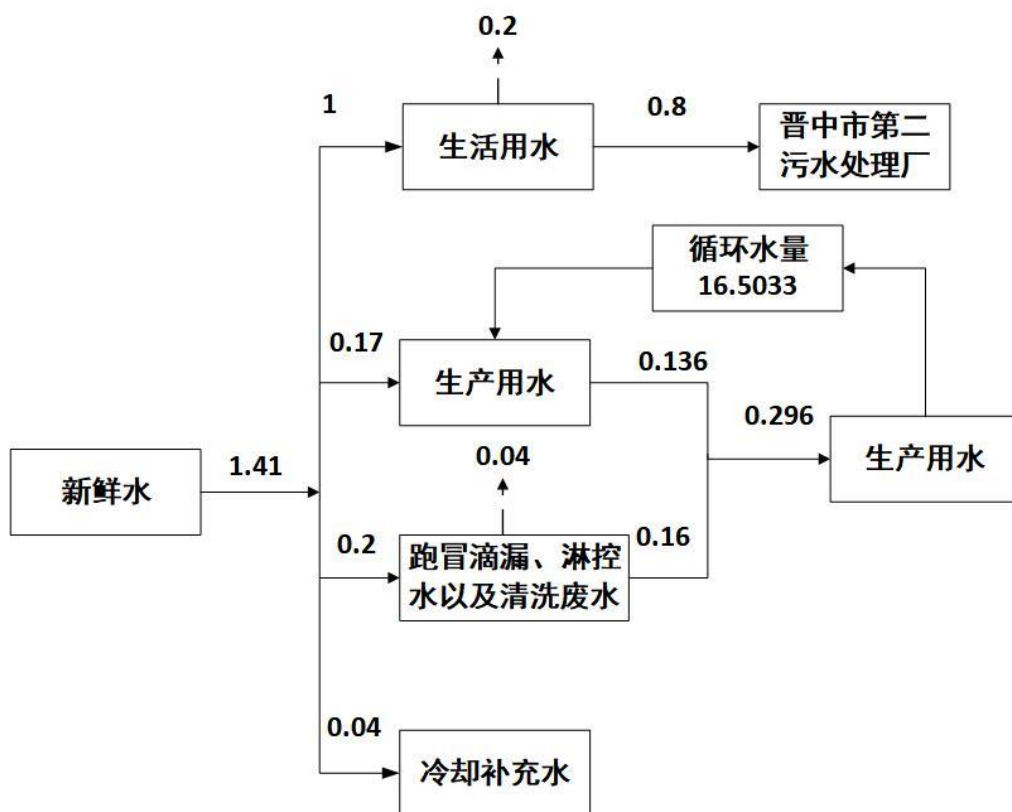 0.2
1
生活用水
0.8
晋中市第二
污水处理厂
循环水量
16.5033
0.17
生产用水
0.136
0.296
生产用水
新鲜水
1.41
0.04
0.2
跑冒滴漏、淋控
水以及清洗废水
0.16
0.04
冷却补充水